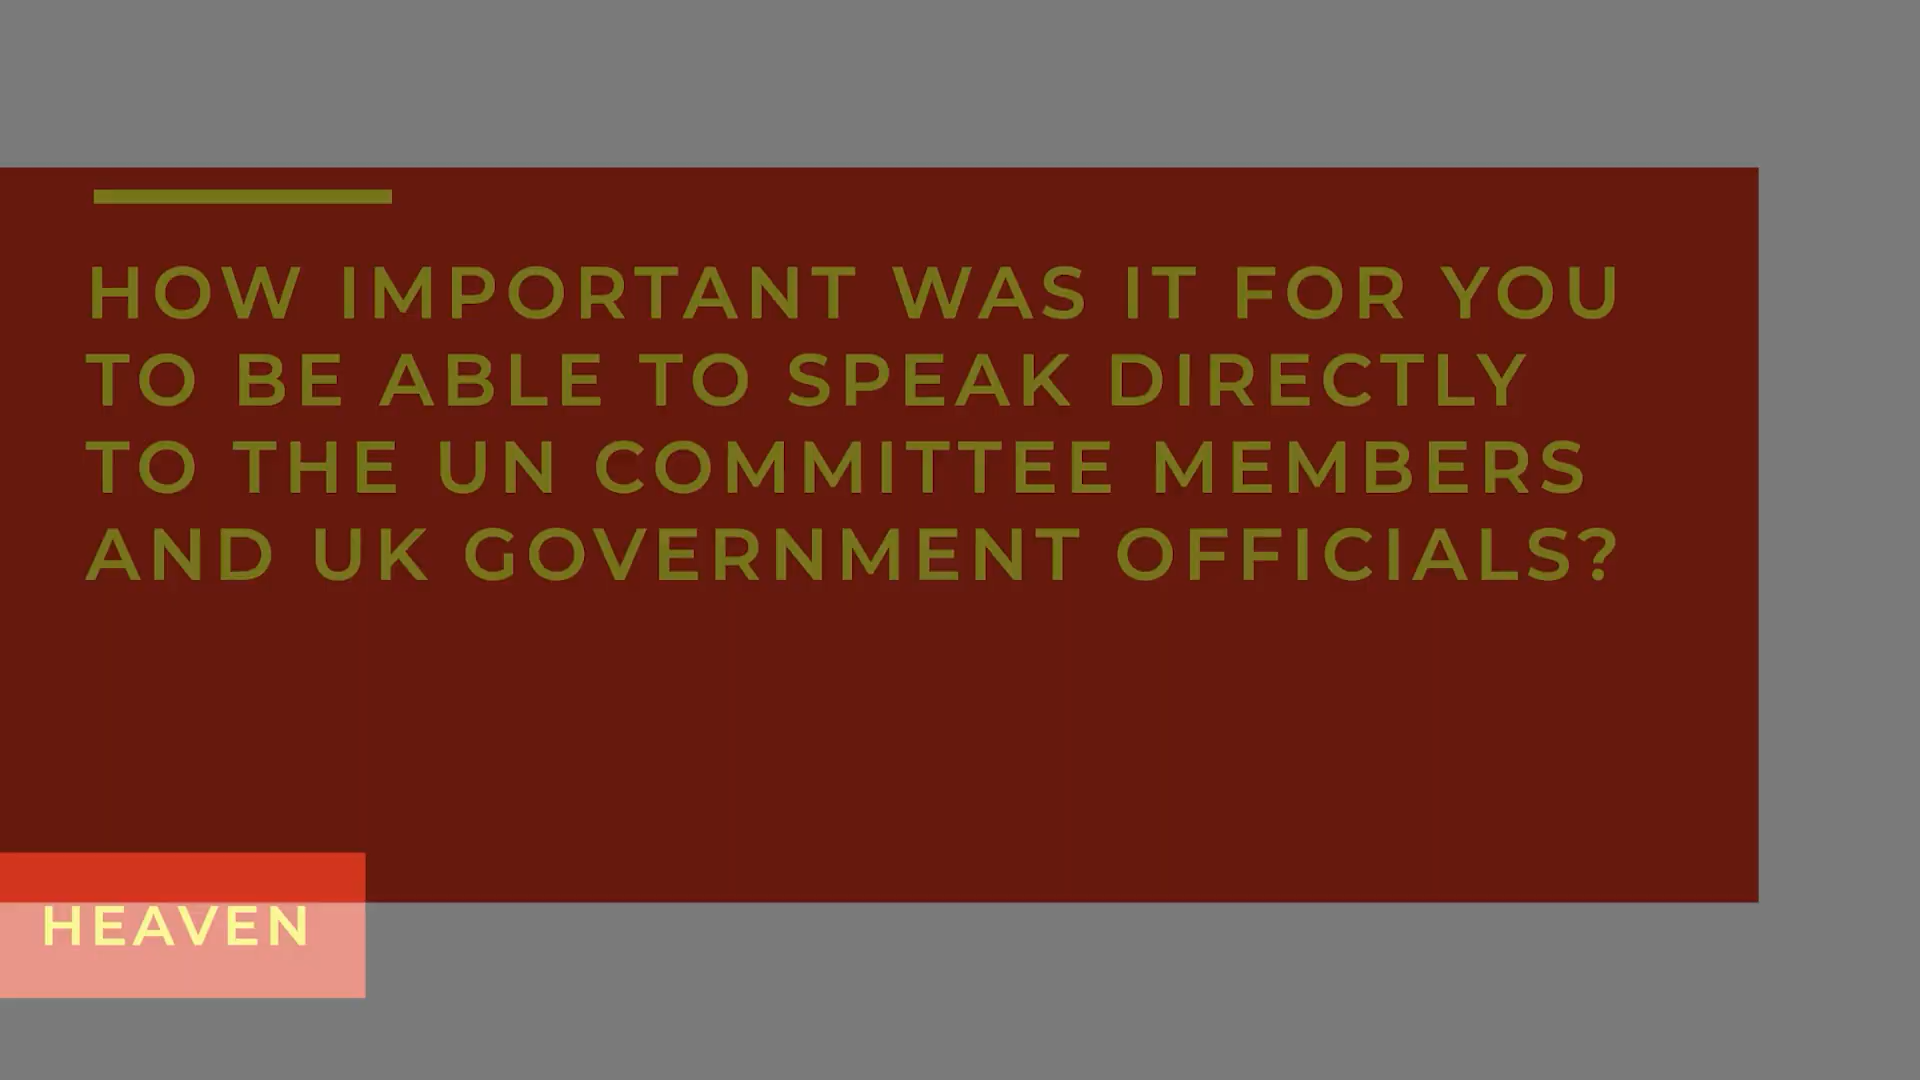 HOW IMPORTANT WAS IT FOR YOU
TO BE ABLE TO SPEAK DIRECTLY
TO THE UN COMMITTEE MEMBERS
AND UK GOVERNMENT OFFICIALS?
HEAVEN